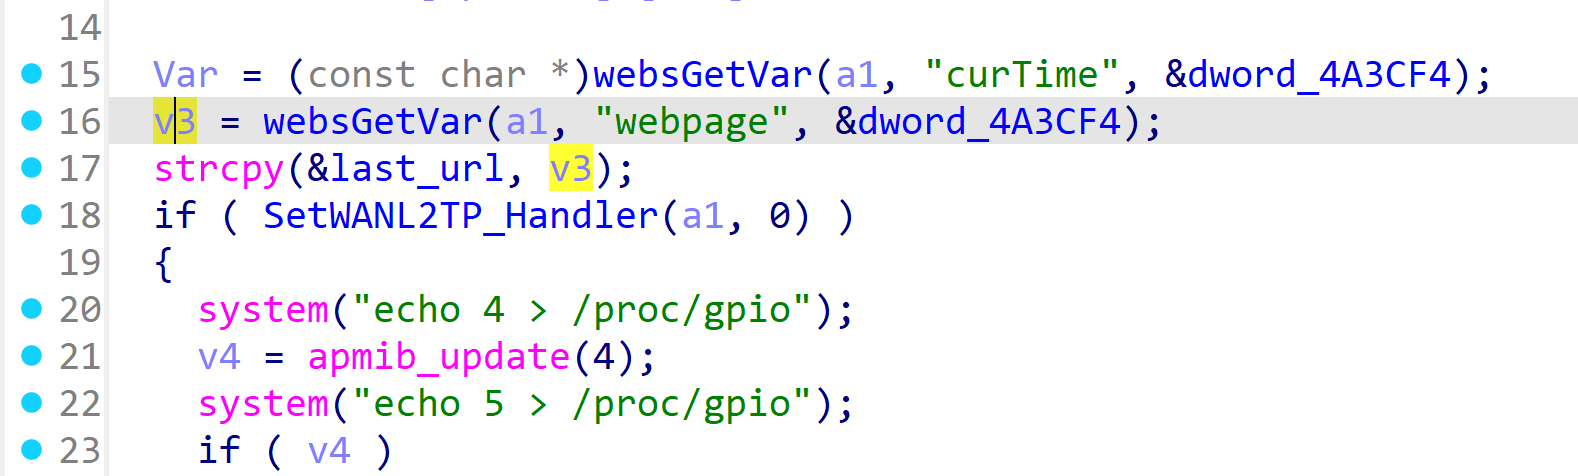 14
15 Var = (const char *)websGetVar(a1, "curTime", &dword_4A3CF4);
16 v3 = websGetVar(a1, "webpage", &dword_4A3CF4);
17 strcpy(&last_url, v3);
18 if ( SetWANL2TP_Handler(a1, 0) )
19 {
20 system("echo 4 > /proc/gpio");
21 v4 = apmib_update(4);
22 system("echo 5 > /proc/gpio");
23 if ( v4 )